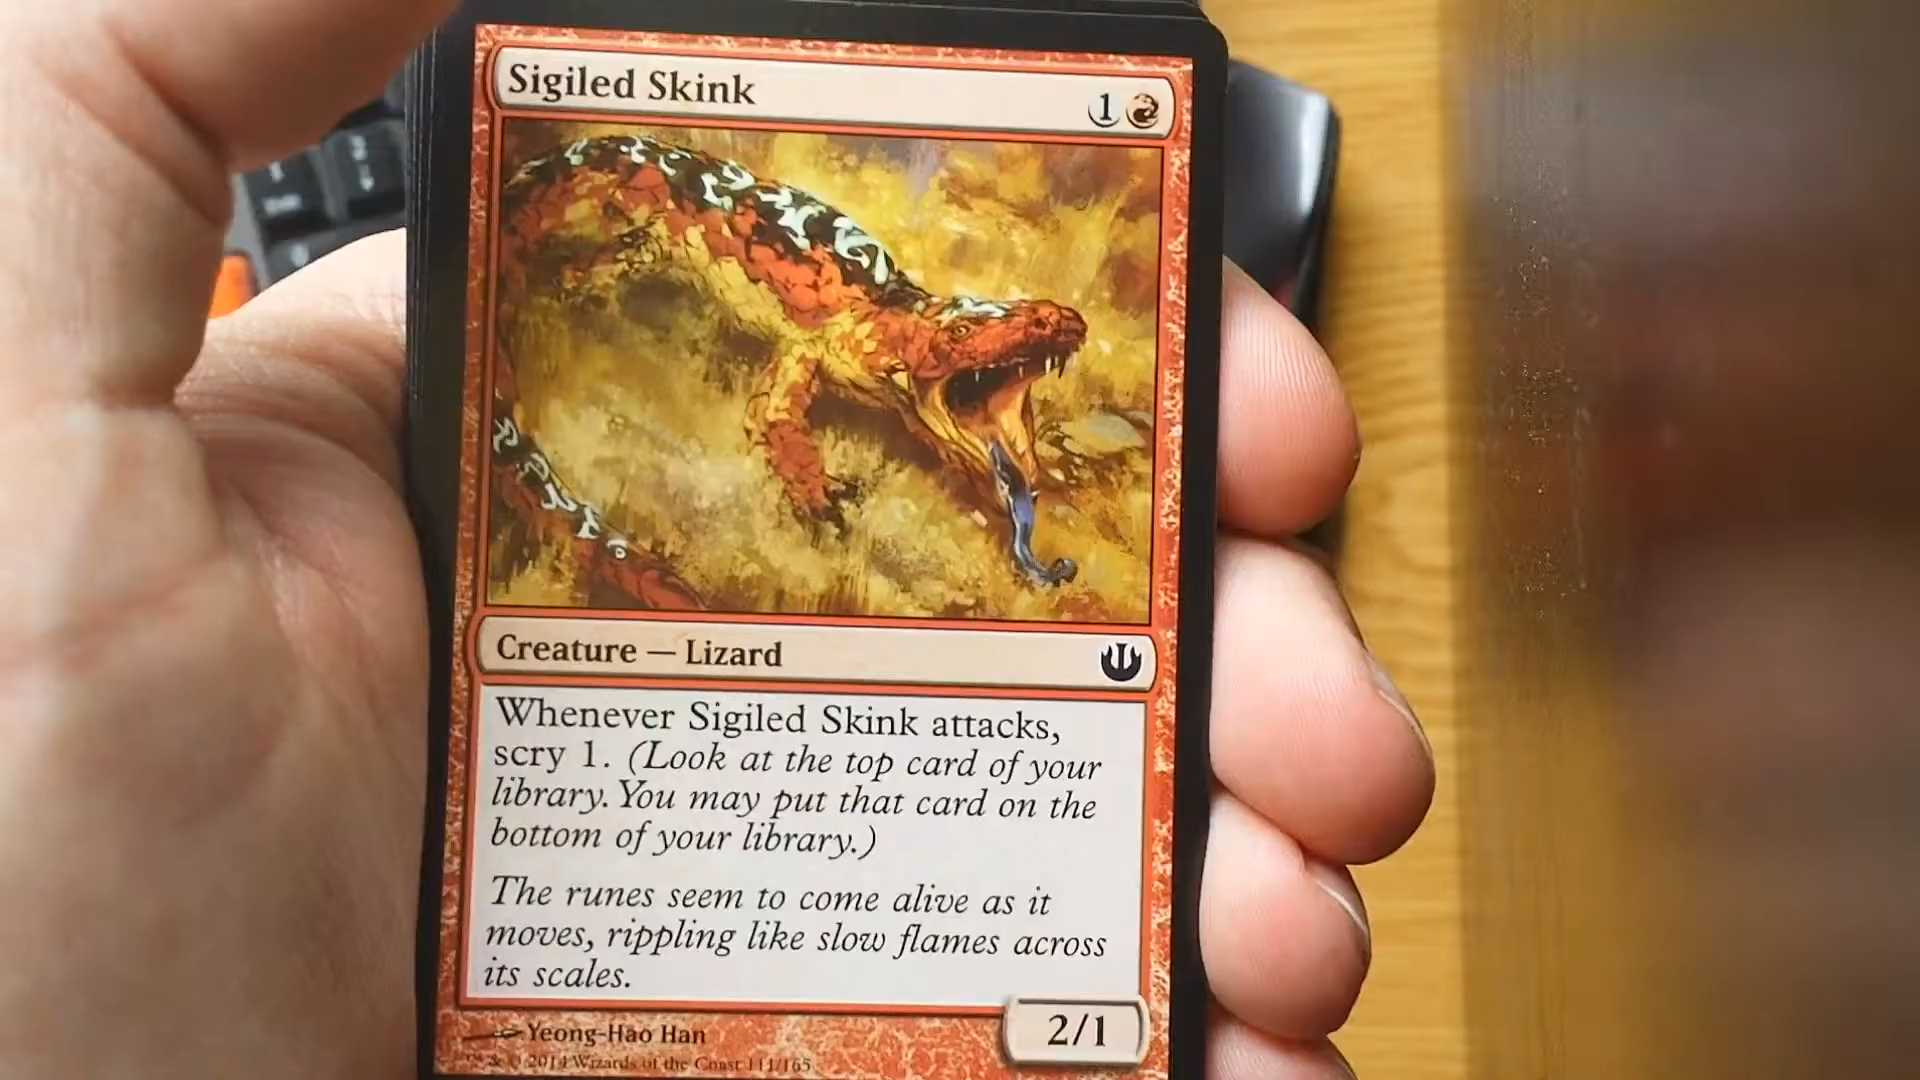 Sigiled Skink
1
Creature — Lizard
Whenever Sigiled Skink attacks,
scry 1. (Look at the top card of your
library. You may put that card on the
bottom of your library.)
The runes seem to come alive as it
moves, rippling like slow flames across
its scales.
Yeong-Hao Han
2/1
™ & © 2014 Wizards of the Coast 111/165